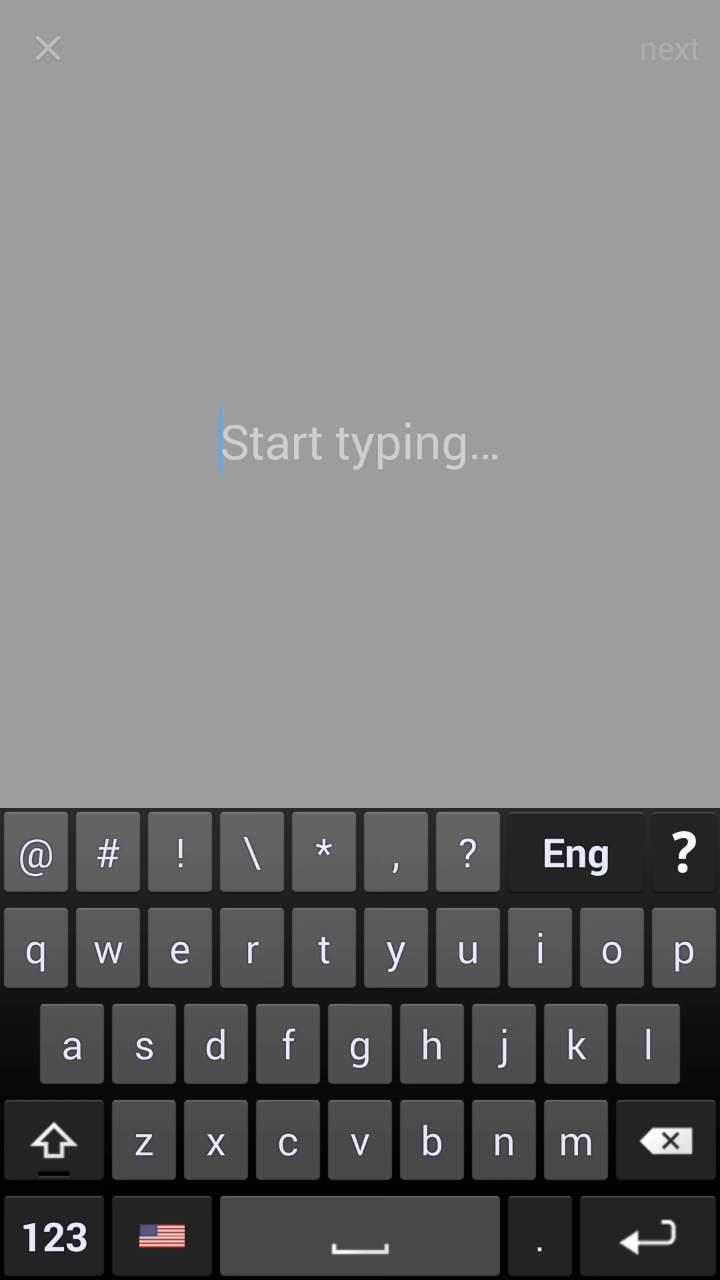 next
Start typing...
@ # ! \ * , ? Eng ?
q w e r t y u i o p
a s d f g h j k l
z x c v b n m
123 .